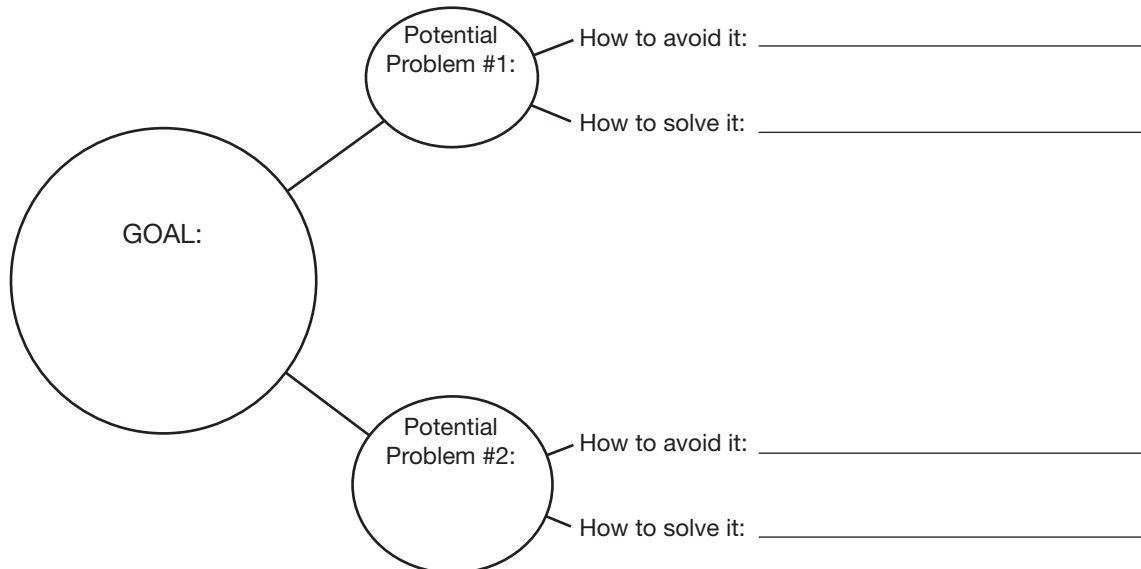 Potential
Problem #1:
How to avoid it:
How to solve it:
GOAL:
Potential
Problem #2:
How to avoid it:
How to solve it: